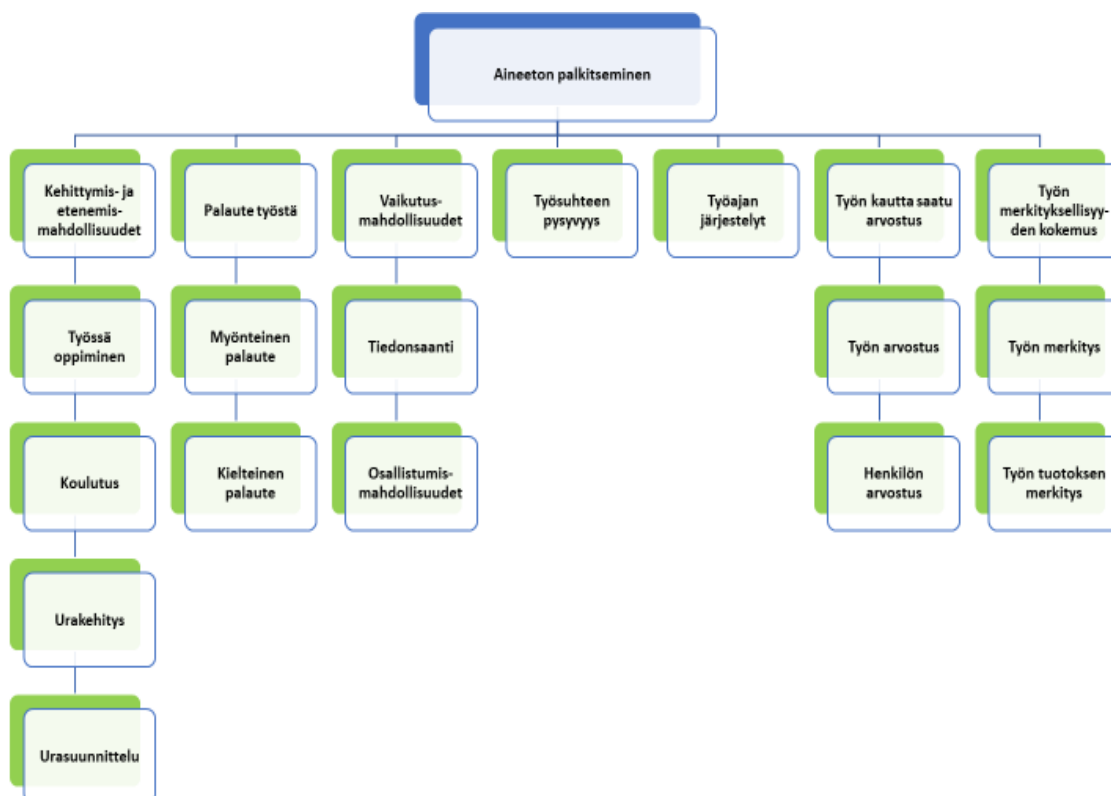 Aineeton palkitseminen
Kehittymis- ja
etenemis-
mahdollisuudet
Palaute työstä
Vaikutus-
mahdollisuudet
Työsuhteen
pysyvyys
Työajan
järjestelyt
Työn kautta saatu
arvostus
Työn
merkityksellisyy-
den kokemus
Työssä
oppiminen
Myönteinen
palaute
Tiedonsaanti
Työn arvostus
Työn merkitys
Koulutus
Kielteinen
palaute
Osallistumis-
mahdollisuudet
Henkilön
arvostus
Työn tuotoksen
merkitys
Urakehitys
Urasuunnittelu